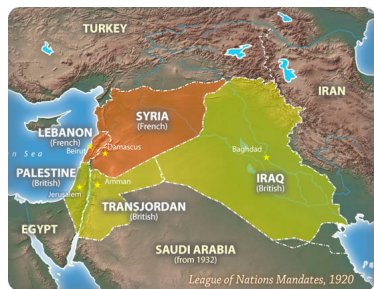 TURKEY
IRAN
SYRIA
(French)
LEBANON
(French)
Beirut
Damascus
Baghdad
PALESTINE
(British)
Amman
Jerusalem
IRAQ
(British)
TRANSJORDAN
(British)
EGYPT
SAUDI ARABIA
(from 1932)
League of Nations Mandates, 1920